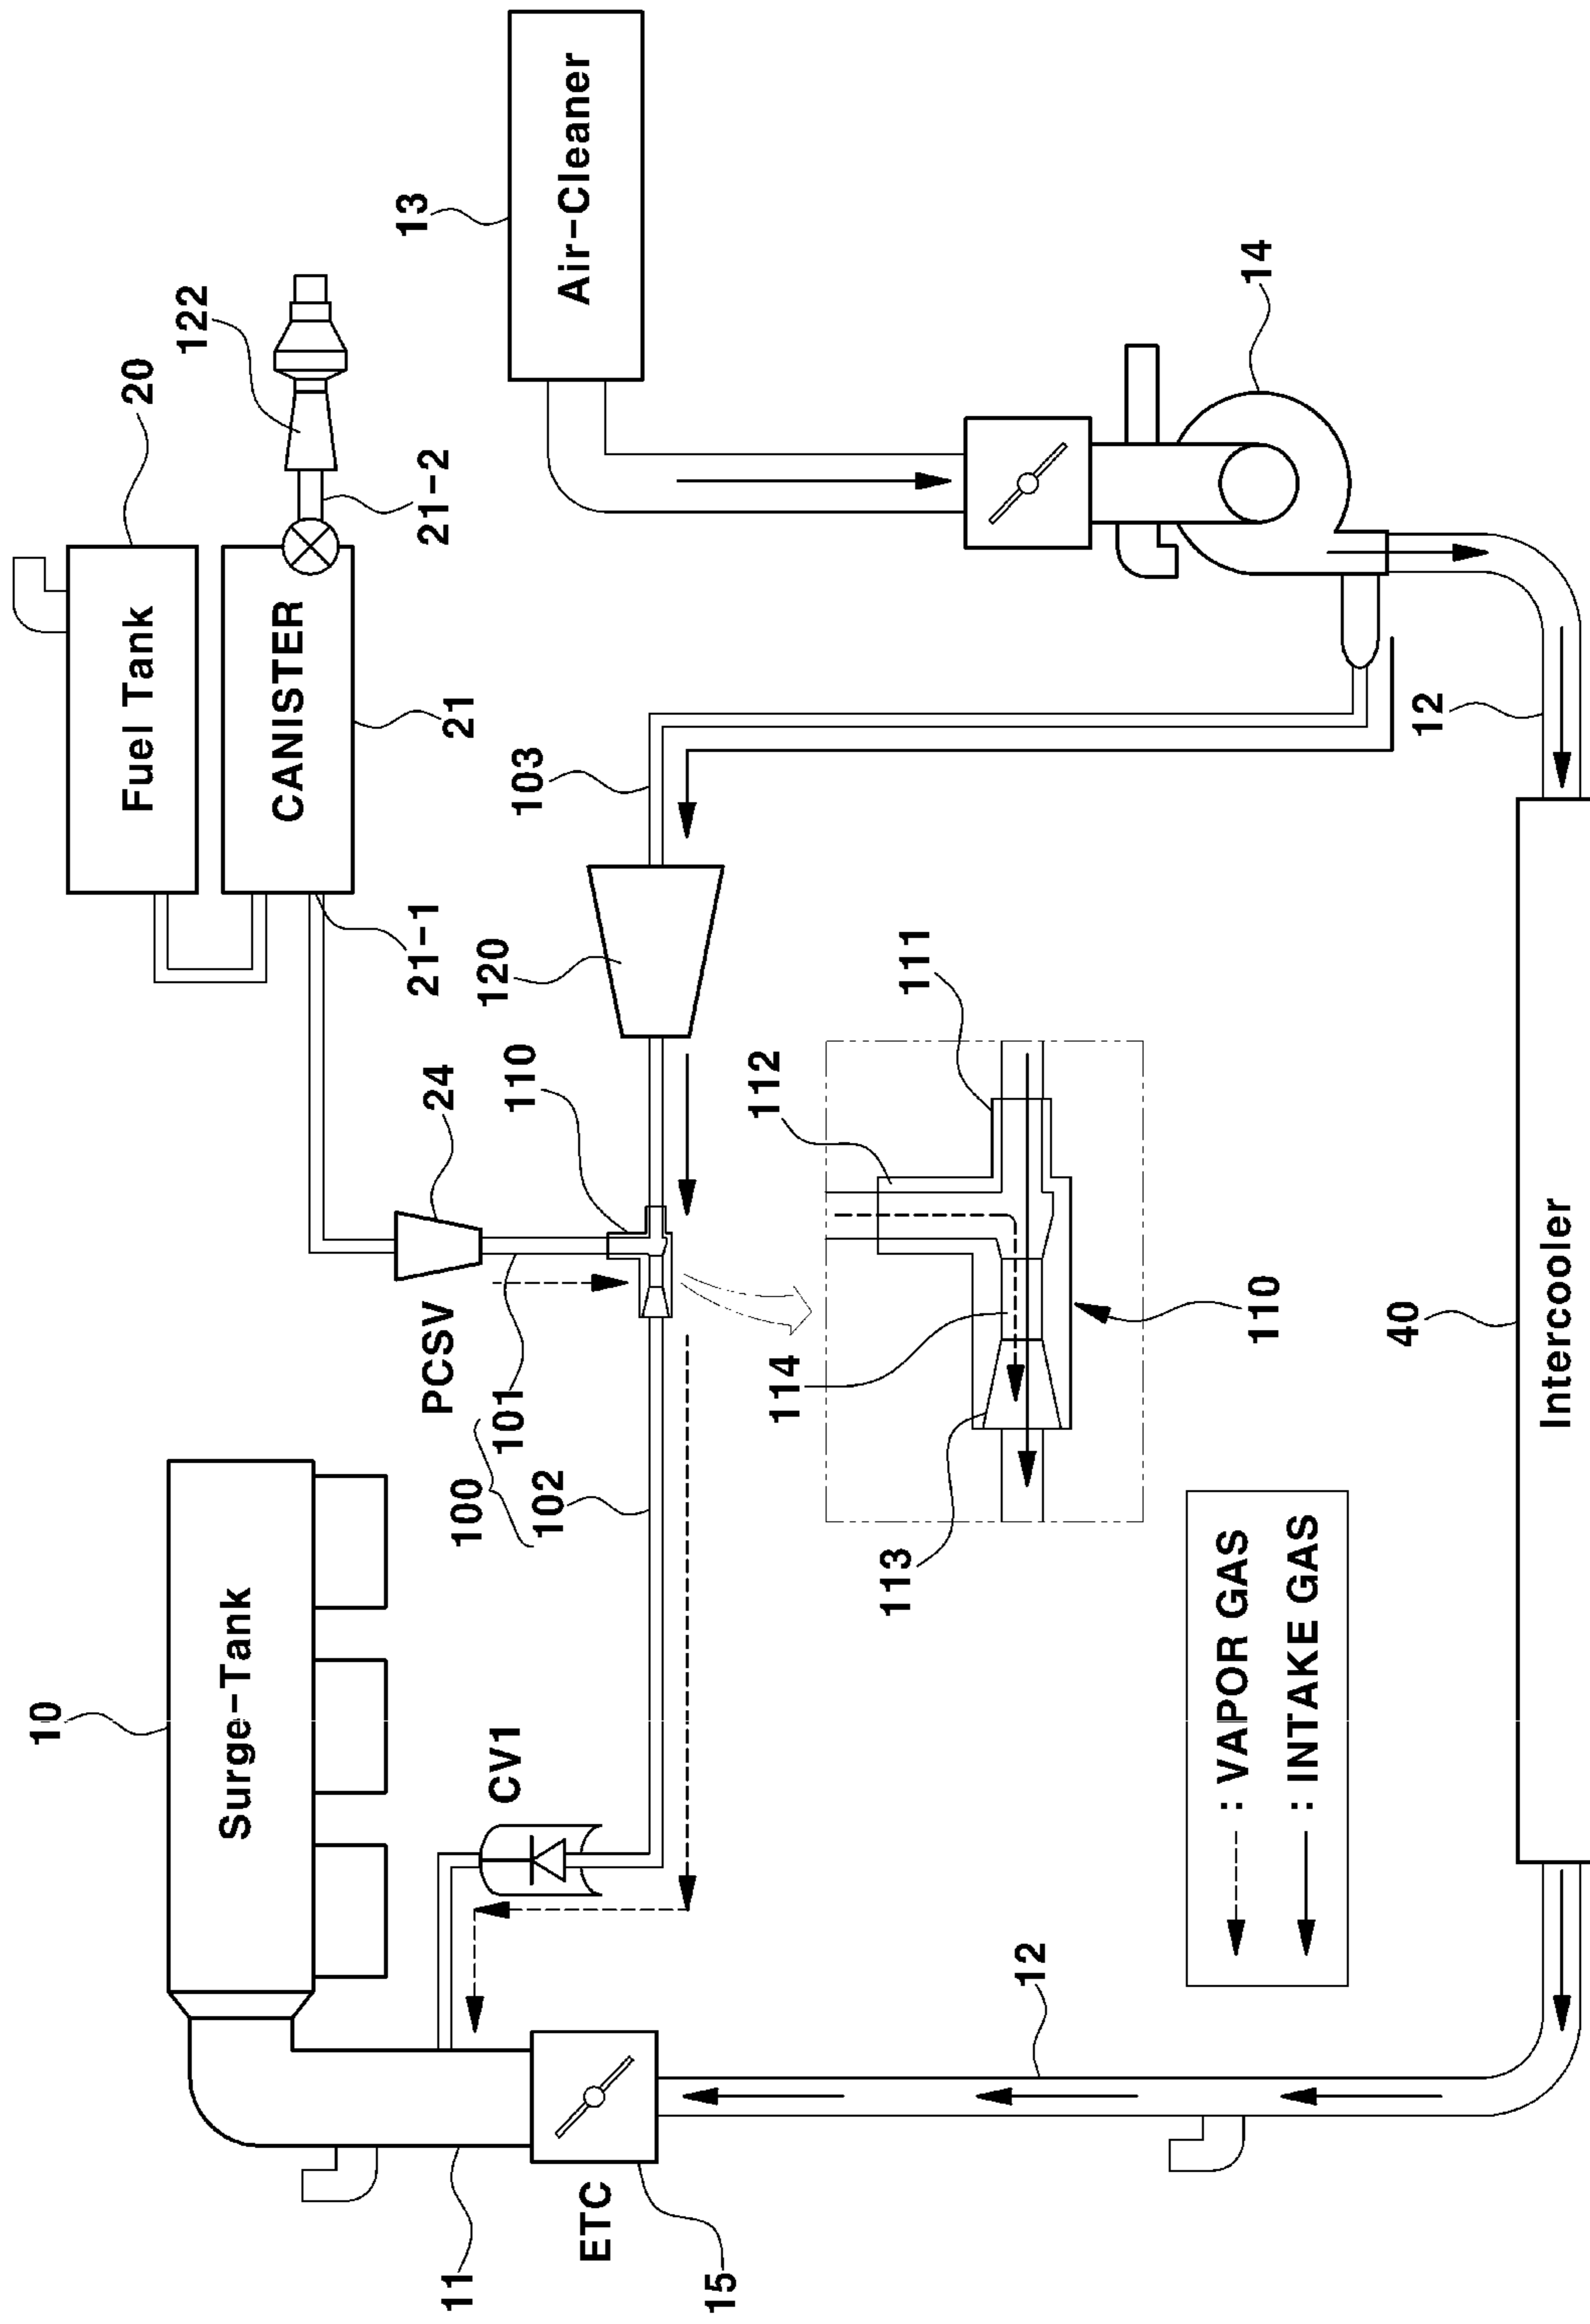 10
Surge-Tank
11
ETC
15
CV1
100
101
102
PCSV
24
110
21-1
CANISTER
21
Fuel Tank
20
122
21-2
13
Air-Cleaner
103
120
14
12
12
111
112
110
114
113
: VAPOR GAS
: INTAKE GAS
40
Intercooler